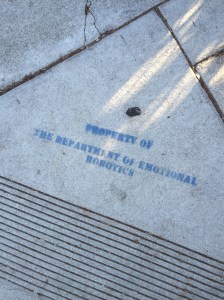 PROPERTY OF
THE DEPARTMENT OF EMOTIONAL
ROBOTICS